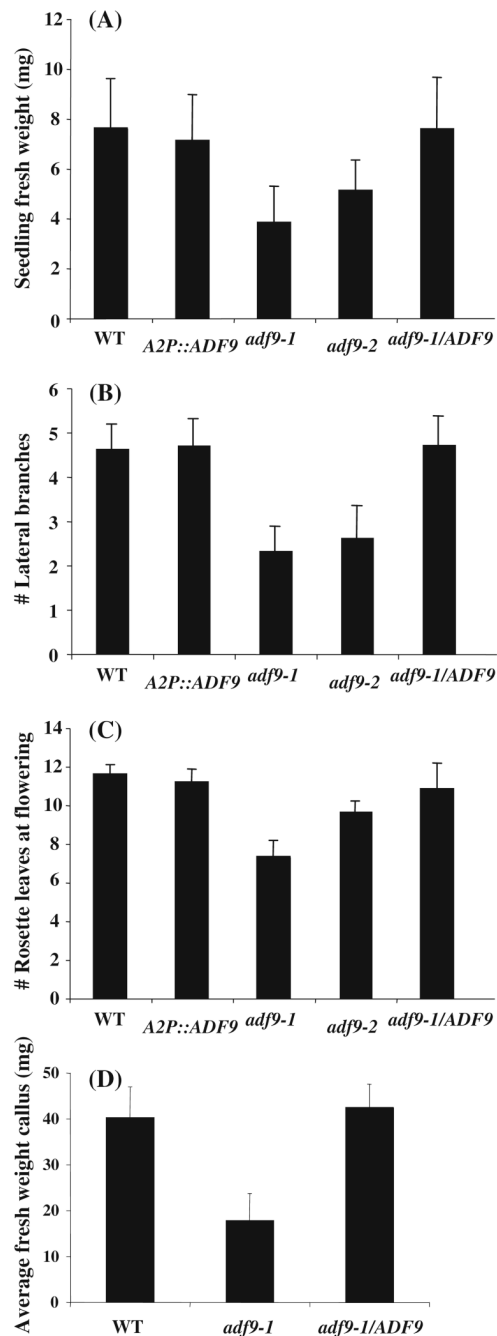 (A)
Seedling fresh weight (mg)
12
10
8
6
4
2
0
WT
A2P::ADF9
adf9-1
adf9-2
adf9-1/ADF9
(B)
# Lateral branches
6
5
4
3
2
1
0
WT
A2P::ADF9
adf9-1
adf9-2
adf9-1/ADF9
(C)
# Rosette leaves at flowering
14
12
10
8
6
4
2
0
WT
A2P::ADF9
adf9-1
adf9-2
adf9-1/ADF9
(D)
Average fresh weight callus (mg)
50
40
30
20
10
0
WT
adf9-1
adf9-1/ADF9